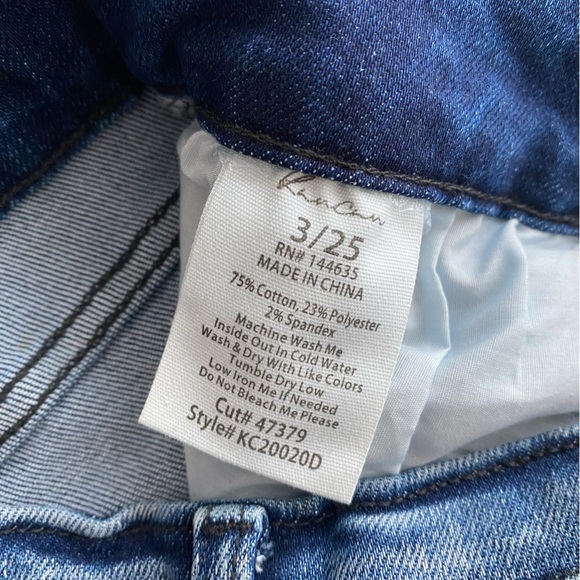 KanCan
3/25
RN# 144635
MADE IN CHINA
75% Cotton, 23% Polyester
2% Spandex
Machine Wash Me
Inside Out in Cold Water
Wash & Dry With Like Colors
Tumble Dry Low
Low Iron Me If Needed
Do Not Bleach Me Please
Cut# 47379
Style# KC20020D